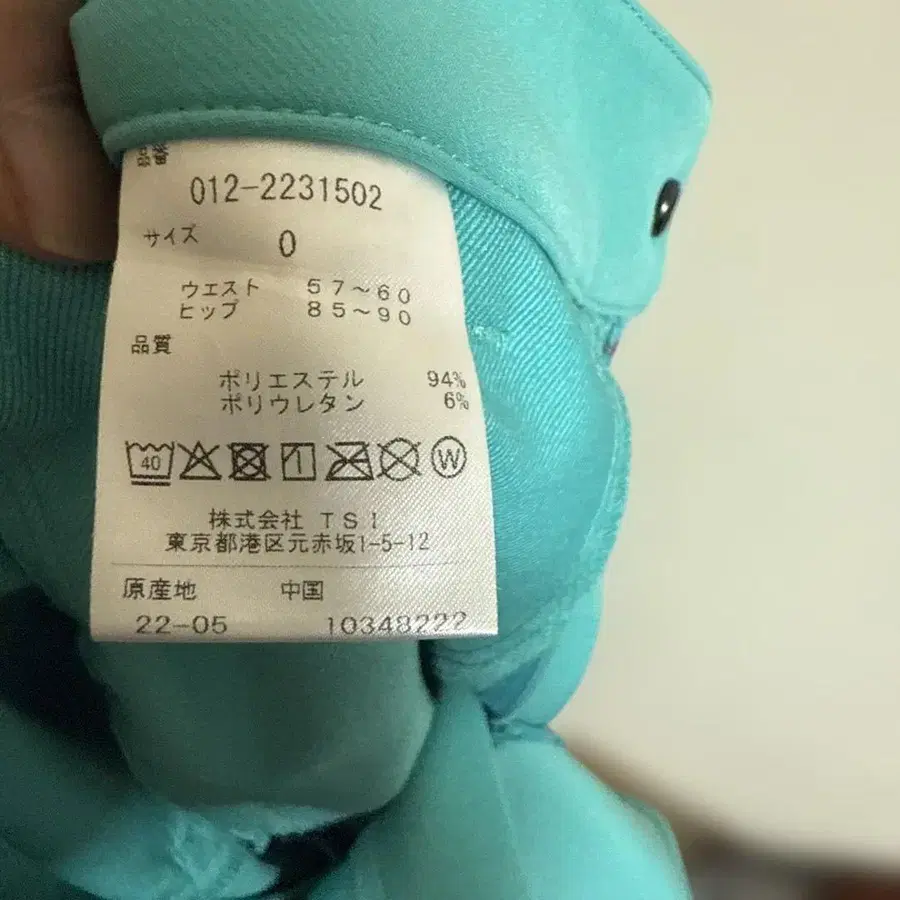 品番
012-2231502
サイズ 0
ウエスト 57~60
ヒップ 85~90
品質
ポリエステル 94%
ポリウレタン 6%
40 W
株式会社 TSI
東京都港区元赤坂1-5-12
原産地 中国
22-05 10348222